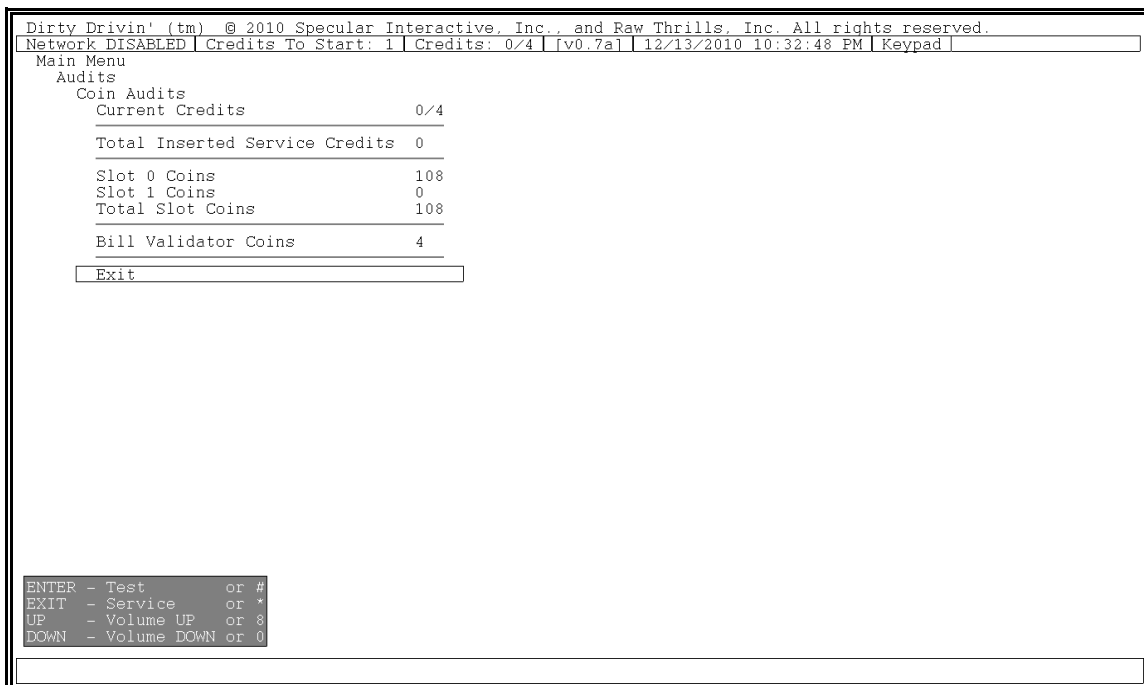 Dirty Drivin' (tm) © 2010 Specular Interactive, Inc., and Raw Thrills, Inc. All rights reserved.
Network DISABLED | Credits To Start: 1 | Credits: 0/4 | [v0.7a] | 12/13/2010 10:32:48 PM | Keypad |
Main Menu
Audits
Coin Audits
Current Credits 0/4
Total Inserted Service Credits 0
Slot 0 Coins 108
Slot 1 Coins 0
Total Slot Coins 108
Bill Validator Coins 4
Exit
ENTER - Test or #
EXIT - Service or *
UP - Volume UP or 8
DOWN - Volume DOWN or 0